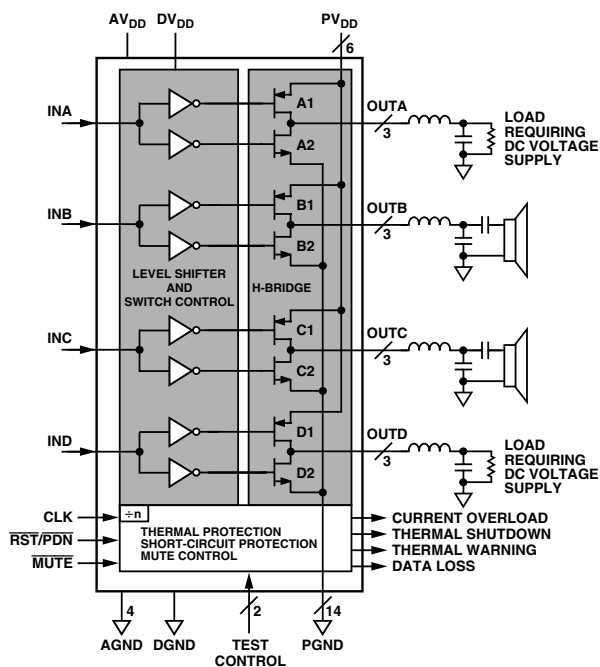 AVDD
DVDD
PVDD
6
INA
A1
A2
OUTA
3
LOAD
REQUIRING
DC VOLTAGE
SUPPLY
INB
B1
B2
OUTB
3
LEVEL SHIFTER
AND
SWITCH CONTROL
H-BRIDGE
INC
C1
C2
OUTC
3
IND
D1
D2
OUTD
3
LOAD
REQUIRING
DC VOLTAGE
SUPPLY
CLK
÷n
RST/PDN
MUTE
THERMAL PROTECTION
SHORT-CIRCUIT PROTECTION
MUTE CONTROL
CURRENT OVERLOAD
THERMAL SHUTDOWN
THERMAL WARNING
DATA LOSS
4
2
14
AGND
DGND
TEST
CONTROL
PGND